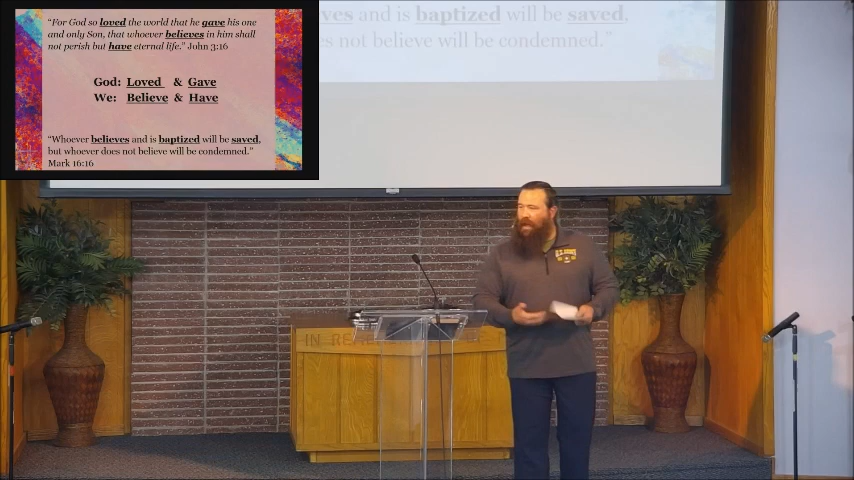 “For God so loved the world that he gave his one
and only Son, that whoever believes in him shall
not perish but have eternal life.” John 3:16
God: Loved & Gave
We: Believe & Have
“Whoever believes and is baptized will be saved,
but whoever does not believe will be condemned.”
Mark 16:16
ves and is baptized will be saved,
es not believe will be condemned.”
U.S. ARMY
IN RE